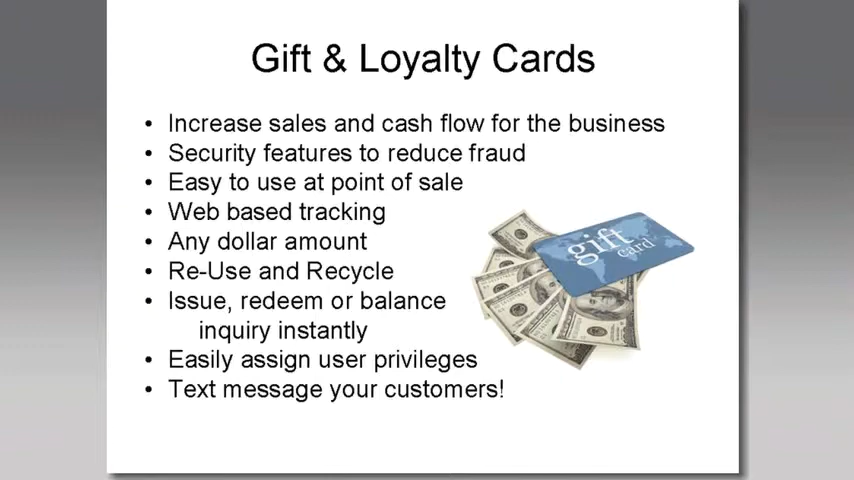 Gift & Loyalty Cards
• Increase sales and cash flow for the business
• Security features to reduce fraud
• Easy to use at point of sale
• Web based tracking
• Any dollar amount
• Re-Use and Recycle
• Issue, redeem or balance
inquiry instantly
• Easily assign user privileges
• Text message your customers!
gift
card